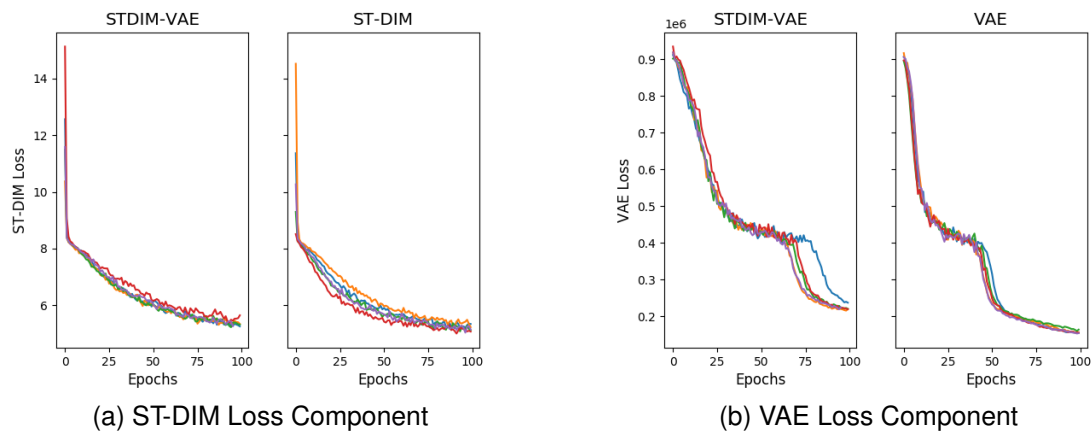 STDIM-VAE
ST-DIM
ST-DIM Loss
14
12
10
8
6
0 25 50 75 100
0 25 50 75 100
Epochs
Epochs
(a) ST-DIM Loss Component
STDIM-VAE
VAE
1e6
VAE Loss
0.9
0.8
0.7
0.6
0.5
0.4
0.3
0.2
0 25 50 75 100
0 25 50 75 100
Epochs
Epochs
(b) VAE Loss Component